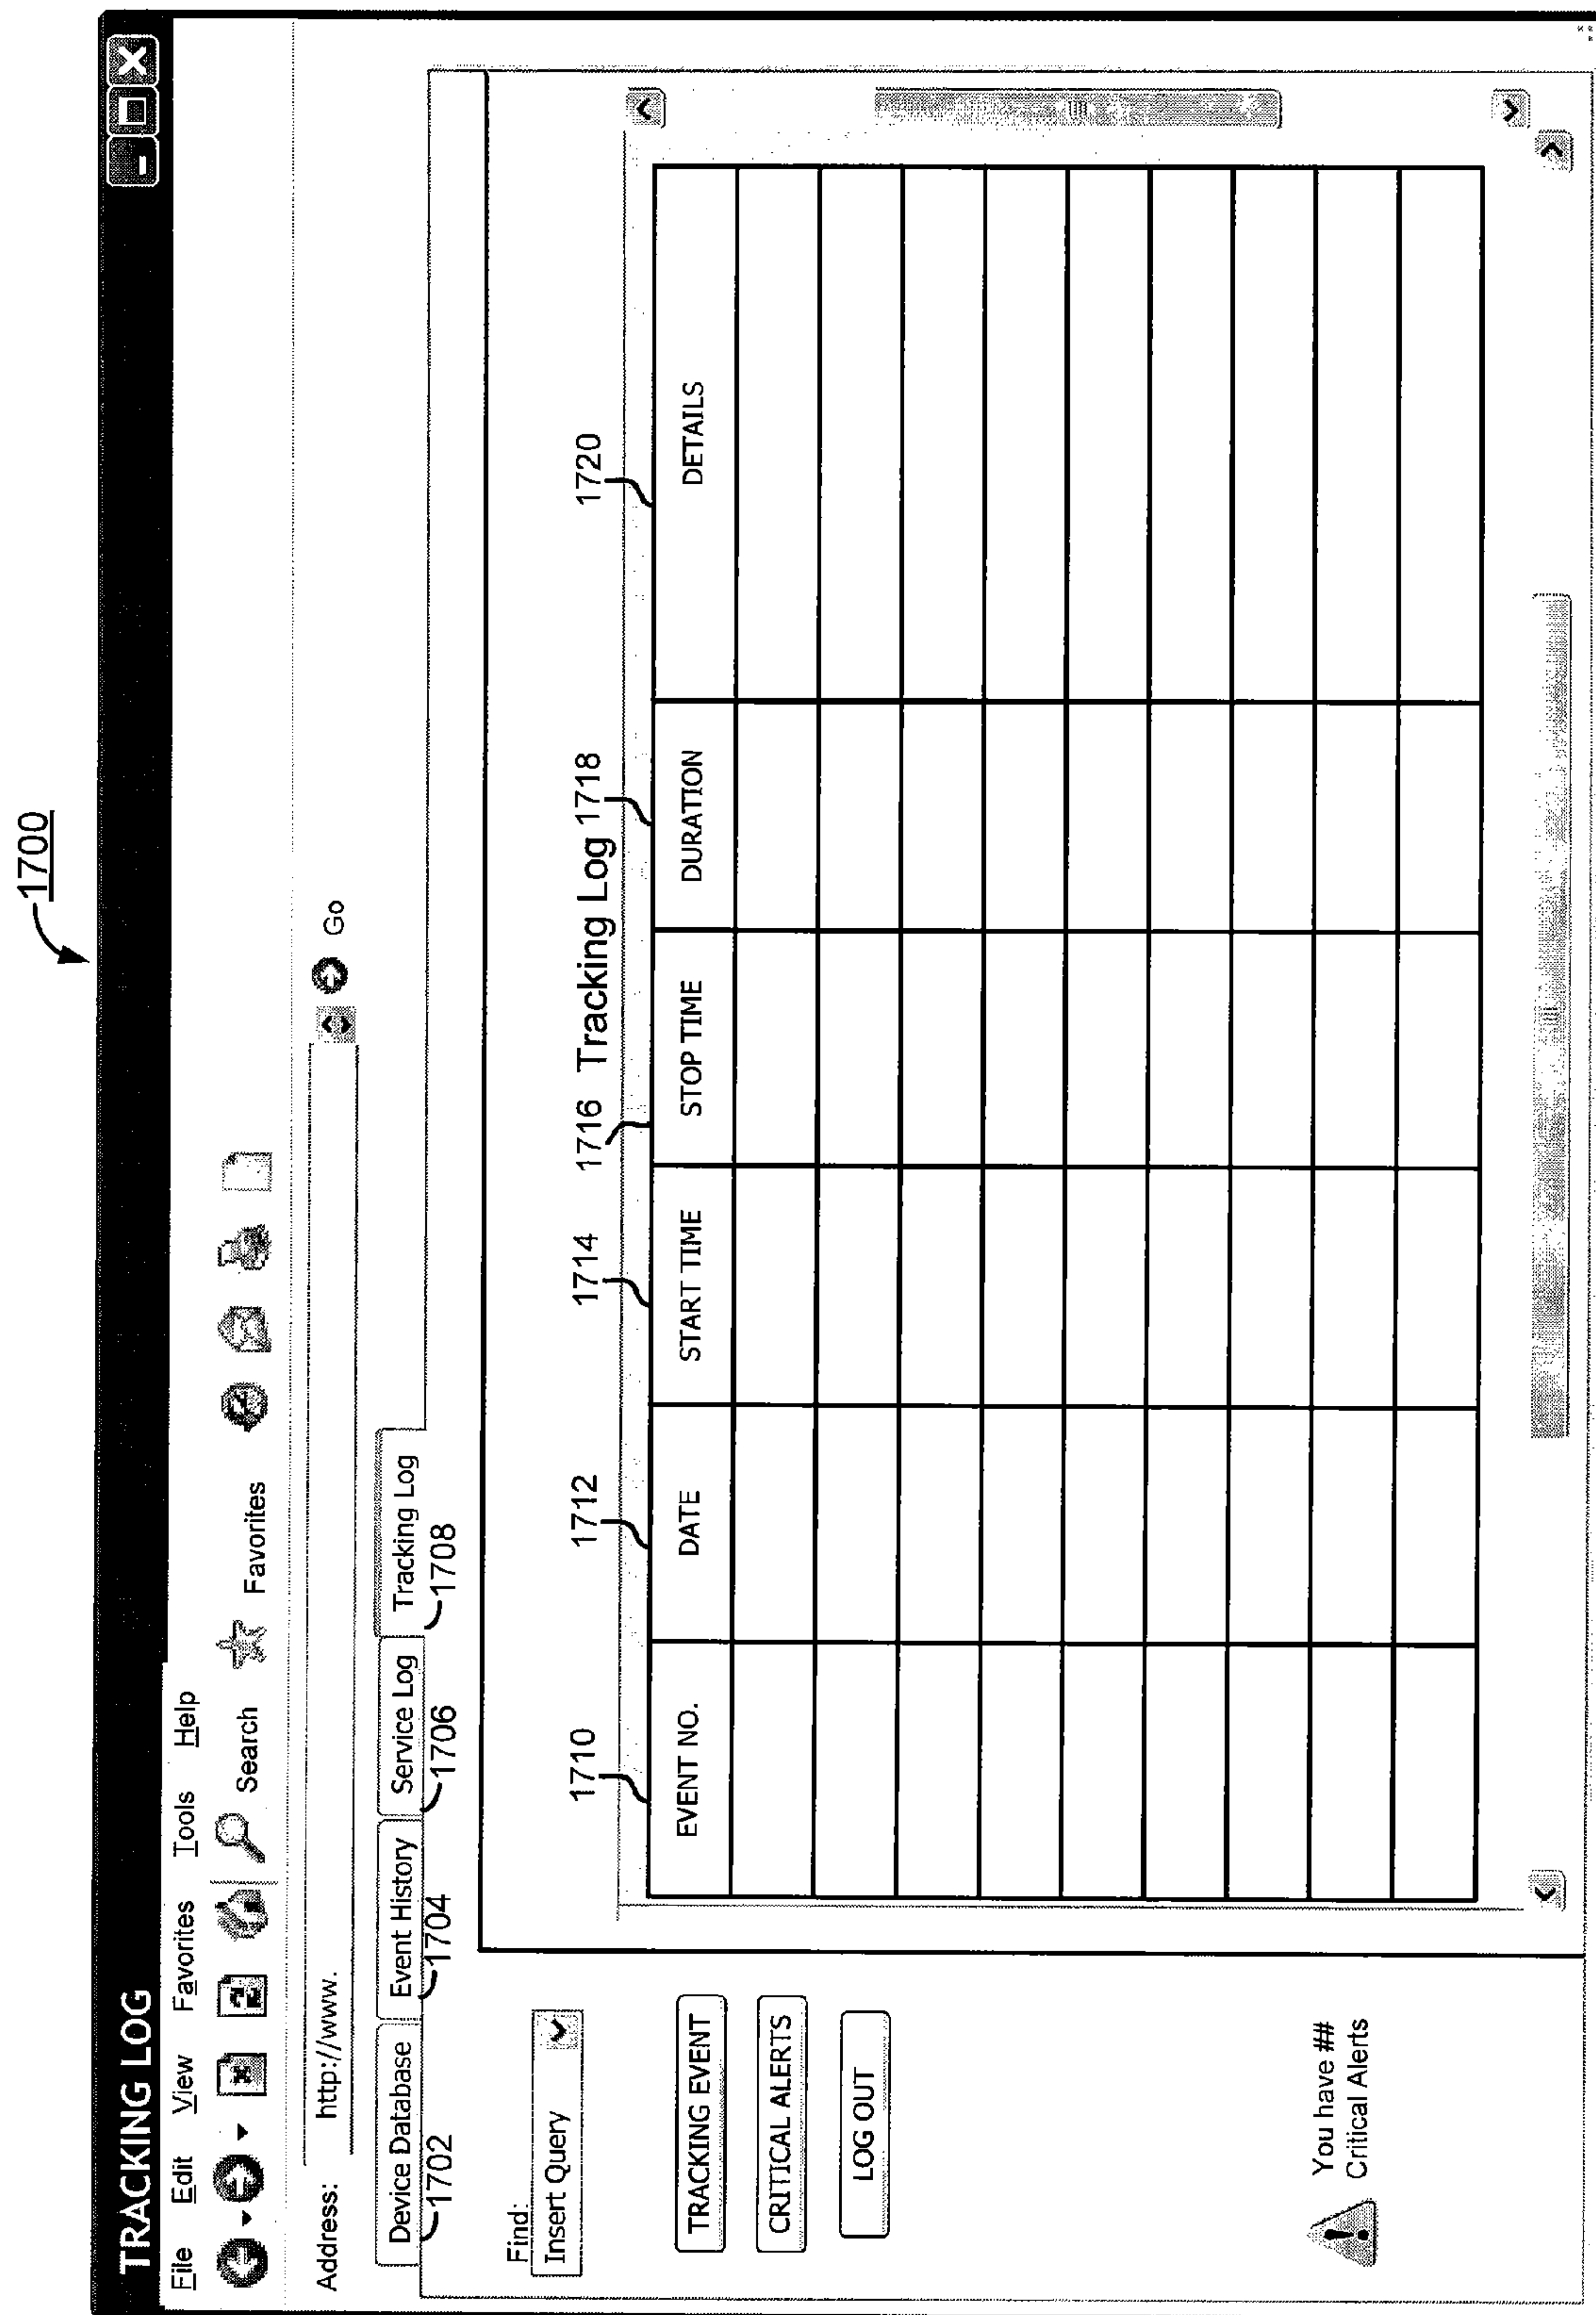 1700
TRACKING LOG
File Edit View Favorites Tools Help
Search Favorites
Address: http://www. Go
Device Database Event History Service Log Tracking Log
1702 1704 1706 1708
Find:
Insert Query
TRACKING EVENT
CRITICAL ALERTS
LOG OUT
You have ##
Critical Alerts
Tracking Log
1710 1712 1714 1716 1718 1720
EVENT NO. DATE START TIME STOP TIME DURATION DETAILS